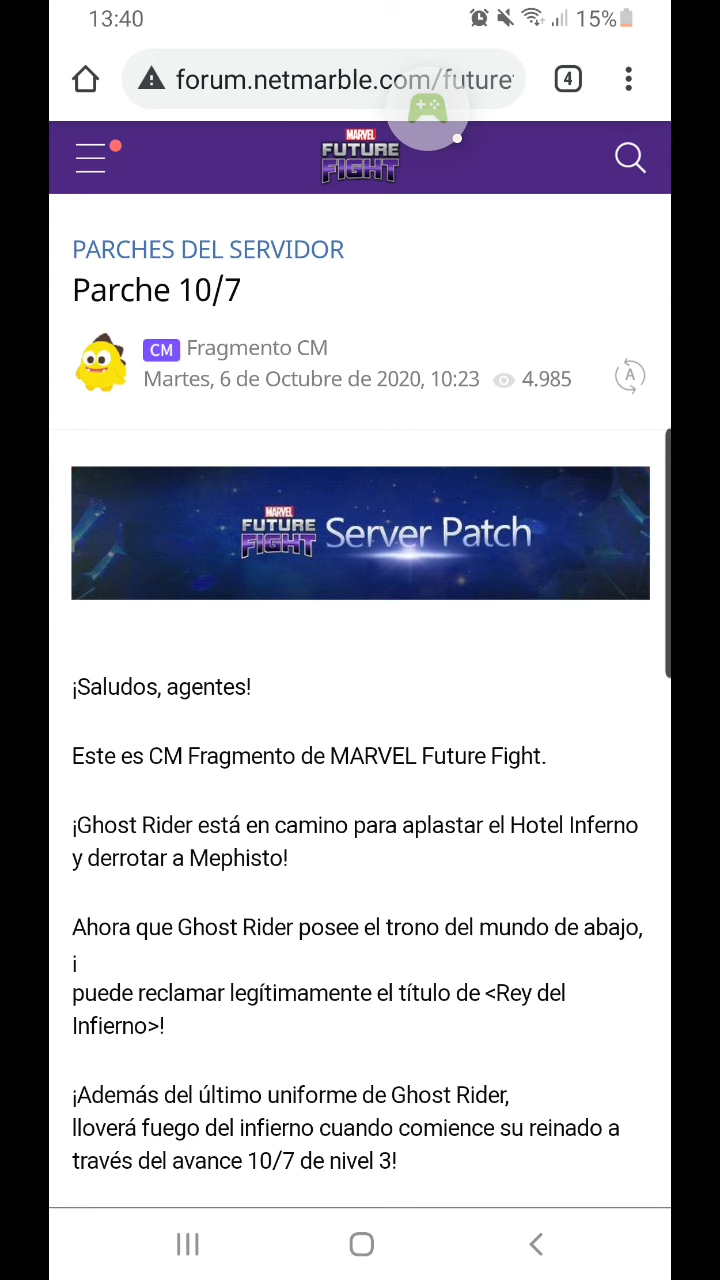 13:40
15%
forum.netmarble.com/future
4
MARVEL
FUTURE
FIGHT
PARCHES DEL SERVIDOR
Parche 10/7
CM Fragmento CM
Martes, 6 de Octubre de 2020, 10:23 4.985
A
MARVEL
FUTURE
FIGHT
Server Patch
¡Saludos, agentes!
Este es CM Fragmento de MARVEL Future Fight.
¡Ghost Rider está en camino para aplastar el Hotel Inferno
y derrotar a Mephisto!
Ahora que Ghost Rider posee el trono del mundo de abajo,
¡
puede reclamar legítimamente el título de <Rey del
Infierno>!
¡Además del último uniforme de Ghost Rider,
lloverá fuego del infierno cuando comience su reinado a
través del avance 10/7 de nivel 3!